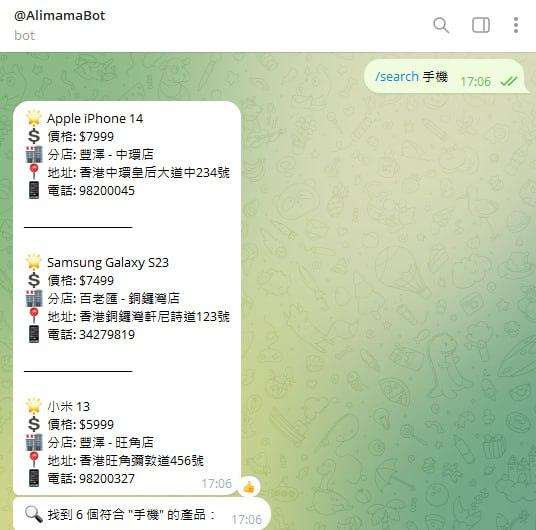 @AlimamaBot
bot
/search 手機
17:06
Apple iPhone 14
價格: $7999
分店: 豐澤 - 中環店
地址: 香港中環皇后大道中234號
電話: 98200045
Samsung Galaxy S23
價格: $7499
分店: 百老匯 - 銅鑼灣店
地址: 香港銅鑼灣軒尼詩道123號
電話: 34279819
小米 13
價格: $5999
分店: 豐澤 - 旺角店
地址: 香港旺角彌敦道456號
電話: 98200327
17:06
找到 6 個符合 "手機" 的產品：
17:06